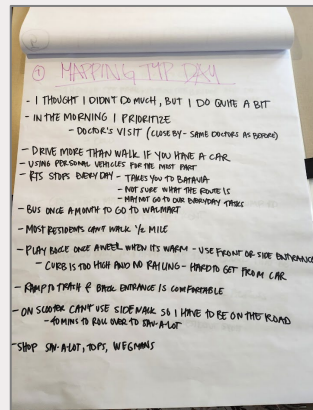 ① MAPPING TYP DAY
- I THOUGHT I DIDN'T DO MUCH, BUT I DO QUITE A BIT
- IN THE MORNING I PRIORITIZE
- DOCTOR'S VISIT (CLOSE BY - SAME DOCTORS AS BEFORE)
- DRIVE MORE THAN WALK IF YOU HAVE A CAR
- USING PERSONAL VEHICLES FOR THE MOST PART
- RTS STOPS EVERY DAY - TAKES YOU TO BATAVIA
- NOT SURE WHAT THE ROUTE IS
- MAY NOT GO TO OUR EVERYDAY TASKS
- BUS ONCE A MONTH TO GO TO WALMART
- MOST RESIDENTS CAN'T WALK 1/2 MILE
- PLAY BOCCE ONCE A WEEK WHEN IT'S WARM - USE FRONT OR SIDE ENTRANCE
- CURB IS TOO HIGH AND NO RAILING - HARD TO GET FROM CAR
- RAMP TO TRASH & BACK ENTRANCE IS COMFORTABLE
- ON SCOOTER CAN'T USE SIDEWALK SO I HAVE TO BE ON THE ROAD
- 40 MINS TO ROLL OVER TO SAV-A-LOT
- SHOP SAV-A-LOT, TOPS, WEGMANS